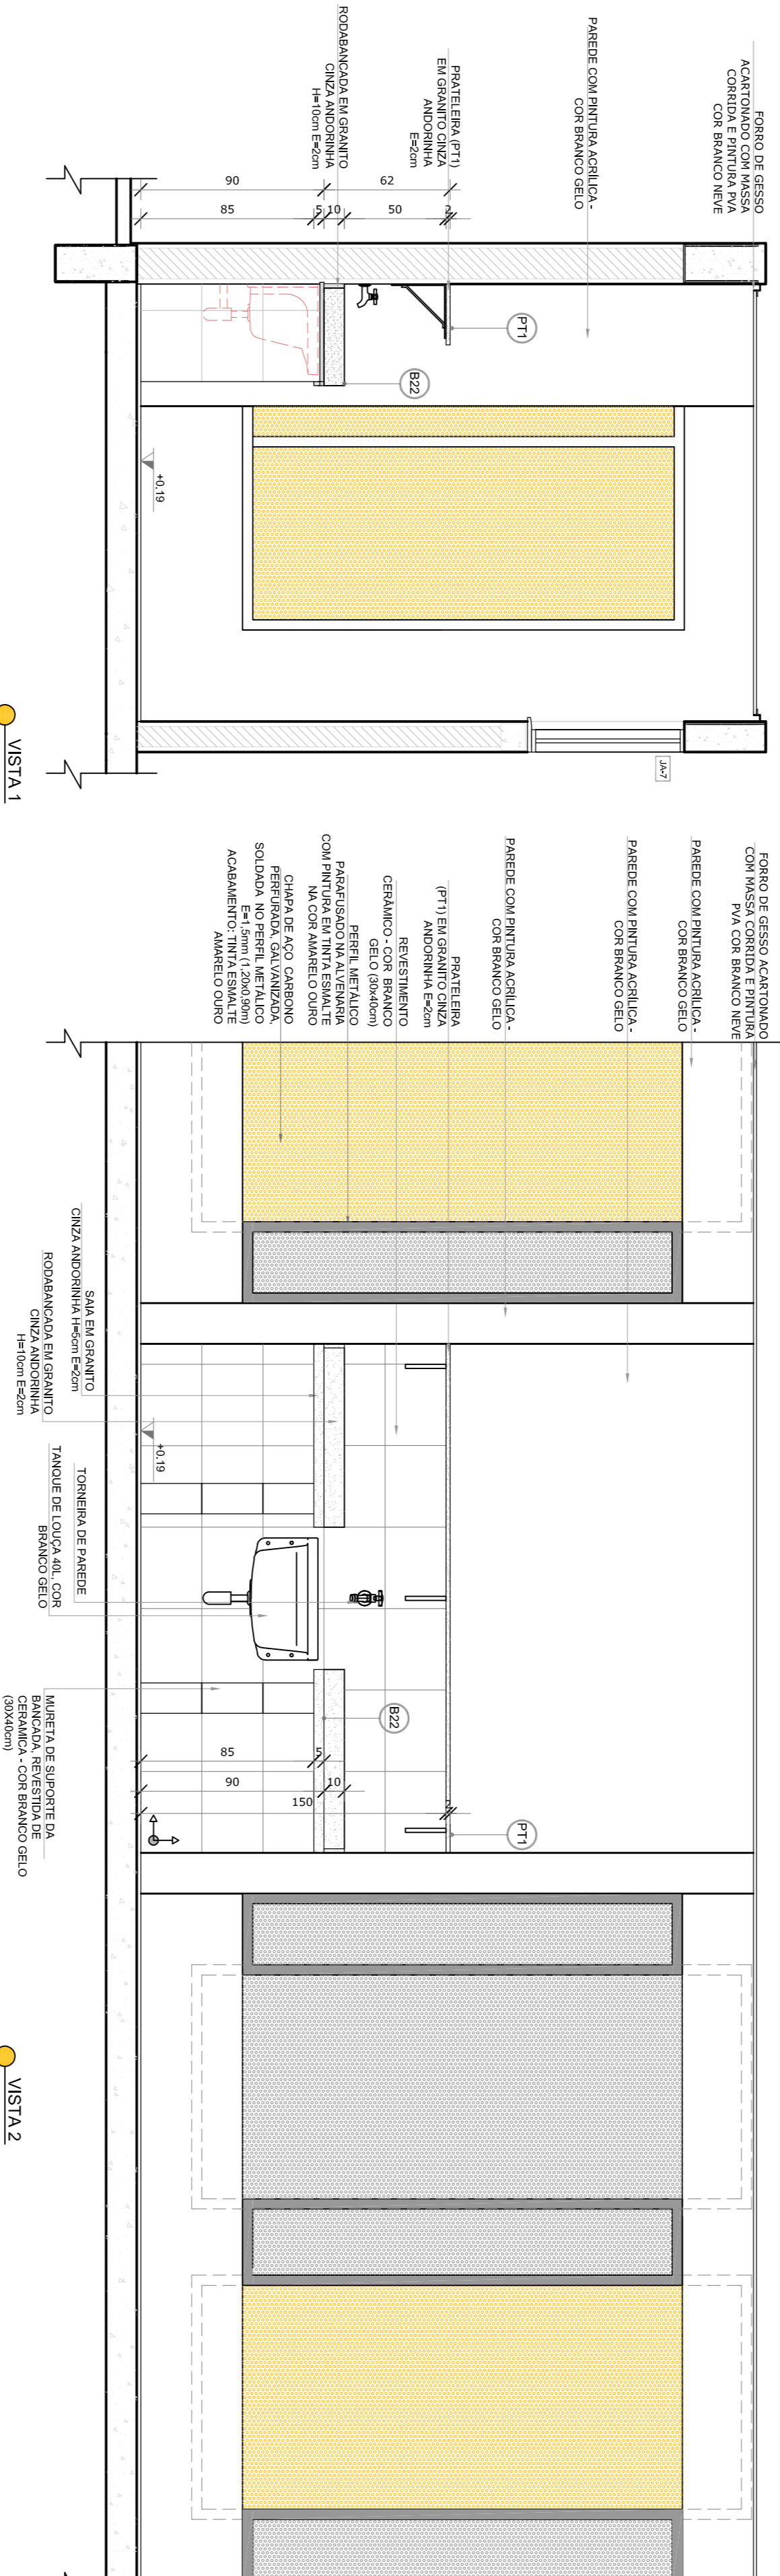 FORRO DE GESSO
ACARTONADO COM MASSA
CORRIDA E PINTURA PVA
COR BRANCO NEVE
PAREDE COM PINTURA ACRÍLICA -
COR BRANCO GELO
PRATELEIRA (PT1)
EM GRANITO CINZA
ANDORINHA
E=2cm
RODABANCADA EM GRANITO
CINZA ANDORINHA
H=10cm E=2cm
90
62
85
5
10
50
2
PT1
B22
+0.19
JA-7
VISTA 1
FORRO DE GESSO ACARTONADO
COM MASSA CORRIDA E PINTURA
PVA COR BRANCO NEVE
PAREDE COM PINTURA ACRÍLICA -
COR BRANCO GELO
PAREDE COM PINTURA ACRÍLICA -
COR BRANCO GELO
PAREDE COM PINTURA ACRÍLICA -
COR BRANCO GELO
PRATELEIRA
(PT1) EM GRANITO CINZA
ANDORINHA E=2cm
REVESTIMENTO
CERÂMICO - COR BRANCO
GELO (30x40cm)
PERFIL METÁLICO
PARAFUSADO NA ALVENARIA
COM PINTURA EM TINTA ESMALTE
NA COR AMARELO OURO
CHAPA DE AÇO CARBONO
PERFURADA, GALVANIZADA,
SOLDADA NO PERFIL METÁLICO
E=1,5mm (1,20x0,90m)
ACABAMENTO: TINTA ESMALTE
AMARELO OURO
SAIA EM GRANITO
CINZA ANDORINHA H=5cm E=2cm
RODABANCADA EM GRANITO
CINZA ANDORINHA
H=10cm E=2cm
+0.19
TORNEIRA DE PAREDE
TANQUE DE LOUÇA 40L, COR
BRANCO GELO
MURETA DE SUPORTE DA
BANCADA, REVESTIDA DE
CERAMICA - COR BRANCO GELO
(30X40cm)
B22
85
5
90
10
150
2
PT1
VISTA 2